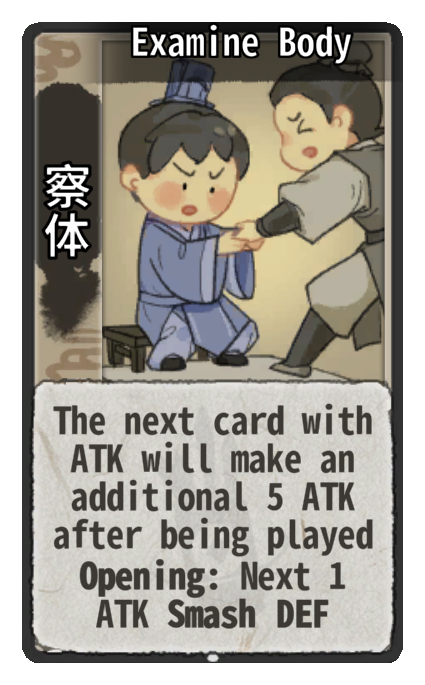 Examine Body
察体
The next card with
ATK will make an
additional 5 ATK
after being played
Opening: Next 1
ATK Smash DEF